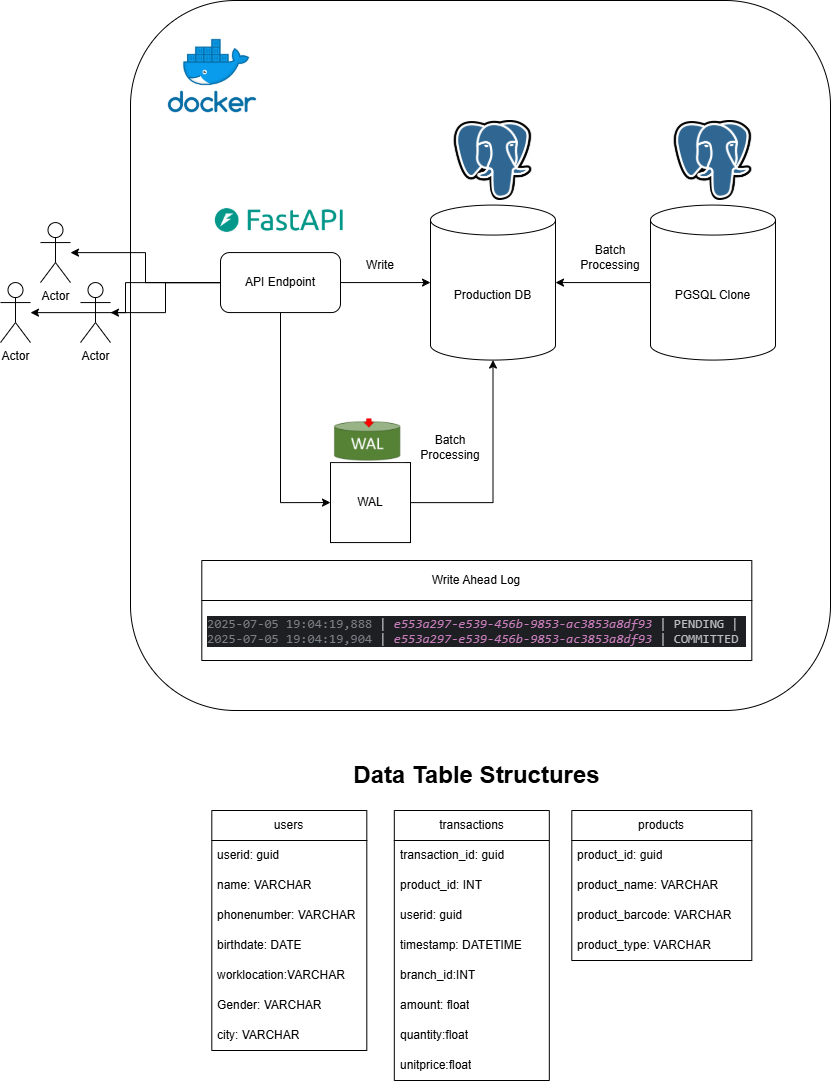 docker
FastAPI
API Endpoint
Write
Production DB
Batch
Processing
PGSQL Clone
Actor
Actor
Actor
WAL
WAL
Batch
Processing
Write Ahead Log
2025-07-05 19:04:19,888 | e553a297-e539-456b-9853-ac3853a8df93 | PENDING |
2025-07-05 19:04:19,904 | e553a297-e539-456b-9853-ac3853a8df93 | COMMITTED
Data Table Structures
users
userid: guid
name: VARCHAR
phonenumber: VARCHAR
birthdate: DATE
worklocation:VARCHAR
Gender: VARCHAR
city: VARCHAR
transactions
transaction_id: guid
product_id: INT
userid: guid
timestamp: DATETIME
branch_id:INT
amount: float
quantity:float
unitprice:float
products
product_id: guid
product_name: VARCHAR
product_barcode: VARCHAR
product_type: VARCHAR